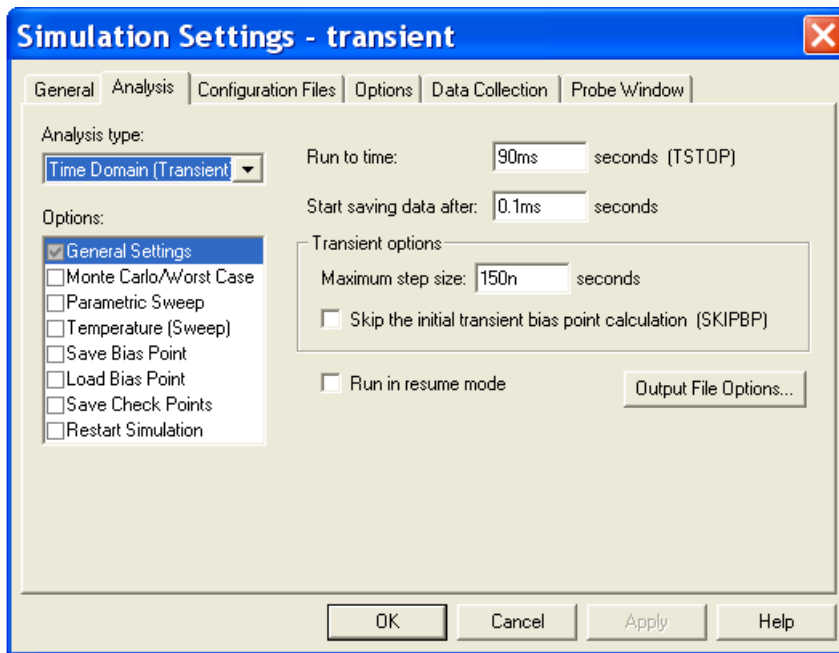 Simulation Settings - transient
General Analysis Configuration Files Options Data Collection Probe Window
Analysis type:
Time Domain (Transient)
Options:
General Settings
Monte Carlo/Worst Case
Parametric Sweep
Temperature (Sweep)
Save Bias Point
Load Bias Point
Save Check Points
Restart Simulation
Run to time: 90ms seconds (TSTOP)
Start saving data after: 0.1ms seconds
Transient options
Maximum step size: 150n seconds
Skip the initial transient bias point calculation (SKIPBP)
Run in resume mode
Output File Options...
OK Cancel Apply Help